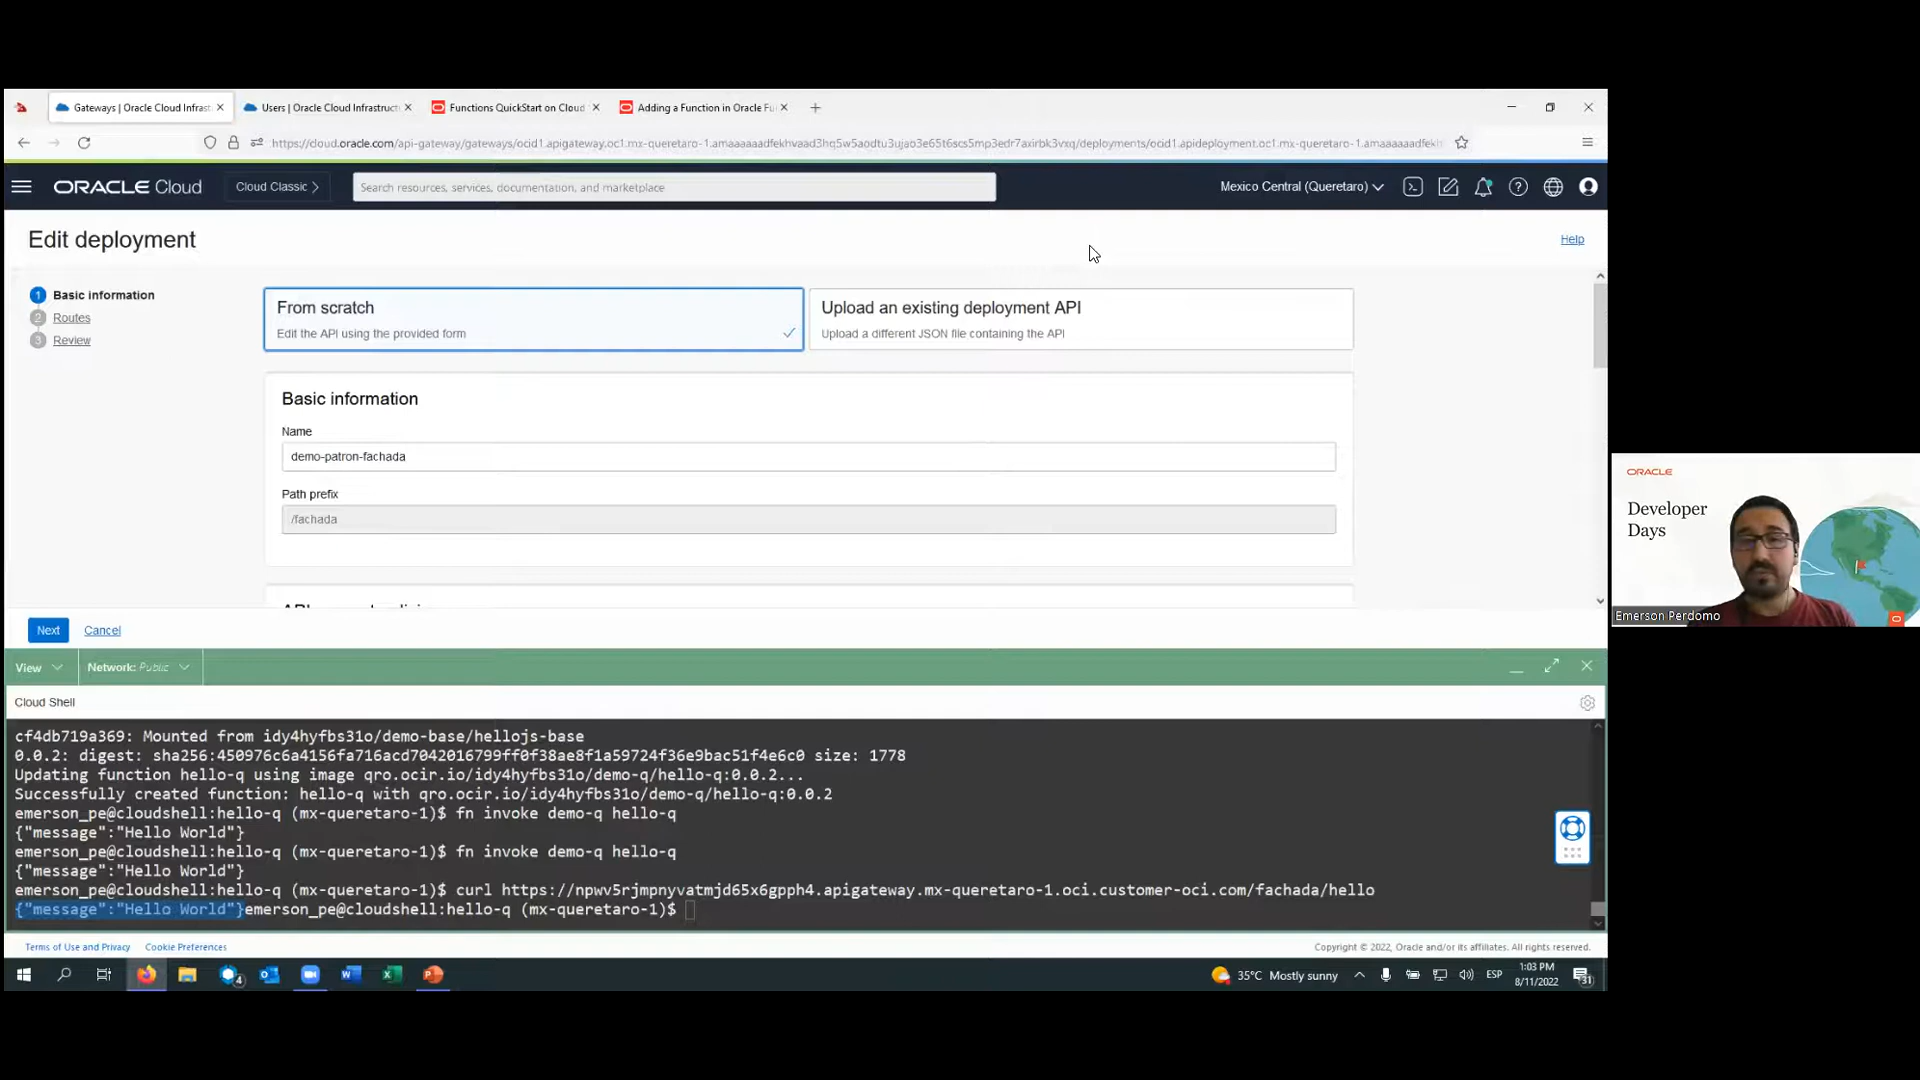 Gateways | Oracle Cloud Infrast
Users | Oracle Cloud Infrastruct
Functions QuickStart on Cloud
Adding a Function in Oracle Fu
ORACLE Cloud
Cloud Classic
Search resources, services, documentation, and marketplace
Mexico Central (Queretaro)
Edit deployment
Help
1 Basic information
2 Routes
3 Review
From scratch
Edit the API using the provided form
Upload an existing deployment API
Upload a different JSON file containing the API
Basic information
Name
demo-patron-fachada
Path prefix
/fachada
Next
Cancel
View
Network: Public
Cloud Shell
cf4db719a369: Mounted from idy4hyfbs31o/demo-base/hellojs-base
0.0.2: digest: sha256:450976c6a4156fa716acd7042016799ff0f38ae8f1a59724f36e9bac51f4e6c0 size: 1778
Updating function hello-q using image qro.ocir.io/idy4hyfbs31o/demo-q/hello-q:0.0.2...
Successfully created function: hello-q with qro.ocir.io/idy4hyfbs31o/demo-q/hello-q:0.0.2
emerson_pe@cloudshell:hello-q (mx-queretaro-1)$ fn invoke demo-q hello-q
{"message":"Hello World"}
emerson_pe@cloudshell:hello-q (mx-queretaro-1)$ fn invoke demo-q hello-q
{"message":"Hello World"}
emerson_pe@cloudshell:hello-q (mx-queretaro-1)$ curl https://npwv5rjmpnyvatmjd65x6gpph4.apigateway.mx-queretaro-1.oci.customer-oci.com/fachada/hello
{"message":"Hello World"}emerson_pe@cloudshell:hello-q (mx-queretaro-1)$
Terms of Use and Privacy
Cookie Preferences
Copyright © 2022, Oracle and/or its affiliates. All rights reserved.
4
35°C Mostly sunny
ESP
1:03 PM
8/11/2022
31
ORACLE
Developer
Days
Emerson Perdomo